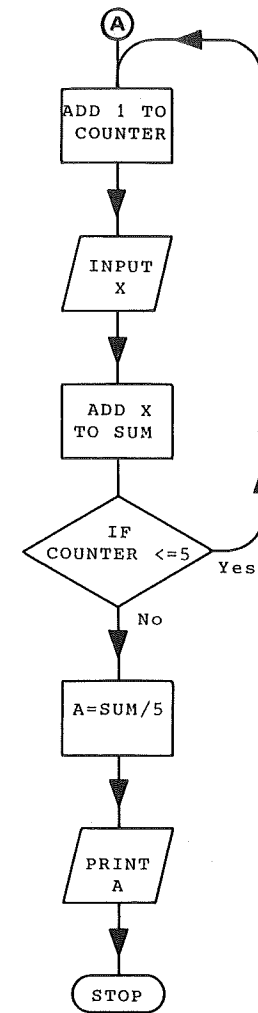 A
ADD 1 TO
COUNTER
INPUT
X
ADD X
TO SUM
IF
COUNTER <=5
Yes
No
A=SUM/5
PRINT
A
STOP